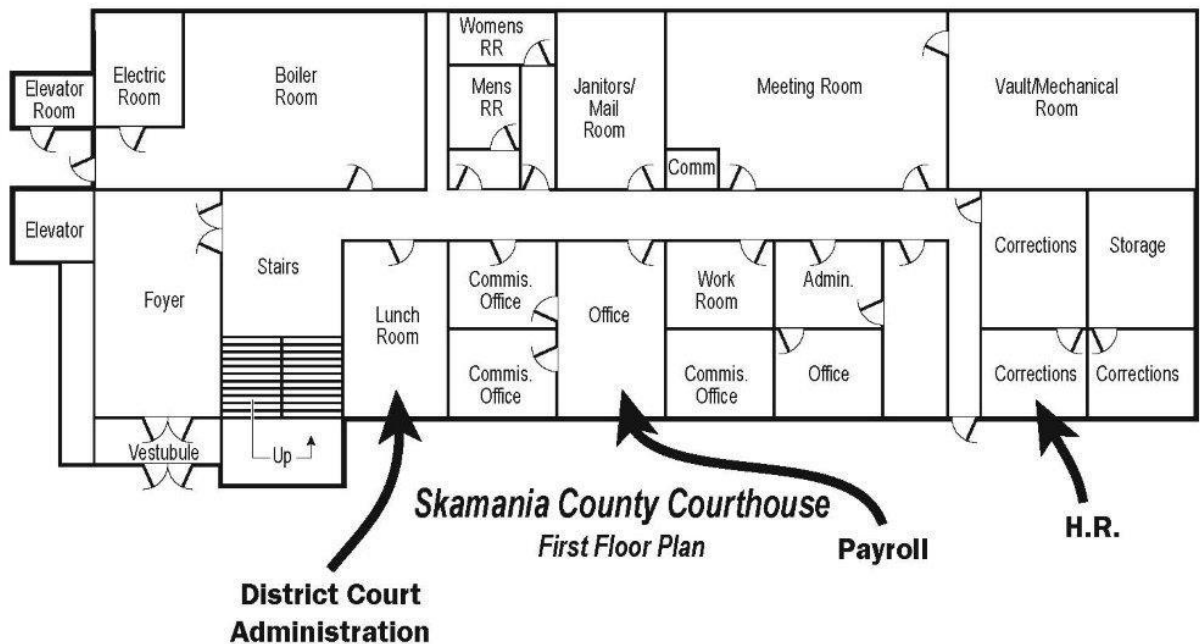 Womens
RR
Elevator
Room
Electric
Room
Boiler
Room
Mens
RR
Janitors/
Mail
Room
Meeting Room
Vault/Mechanical
Room
Comm
Elevator
Foyer
Stairs
Lunch
Room
Commis.
Office
Office
Work
Room
Admin.
Corrections
Storage
Commis.
Office
Commis.
Office
Office
Corrections
Corrections
Vestubule
Up
Skamania County Courthouse
First Floor Plan
Payroll
H.R.
District Court
Administration